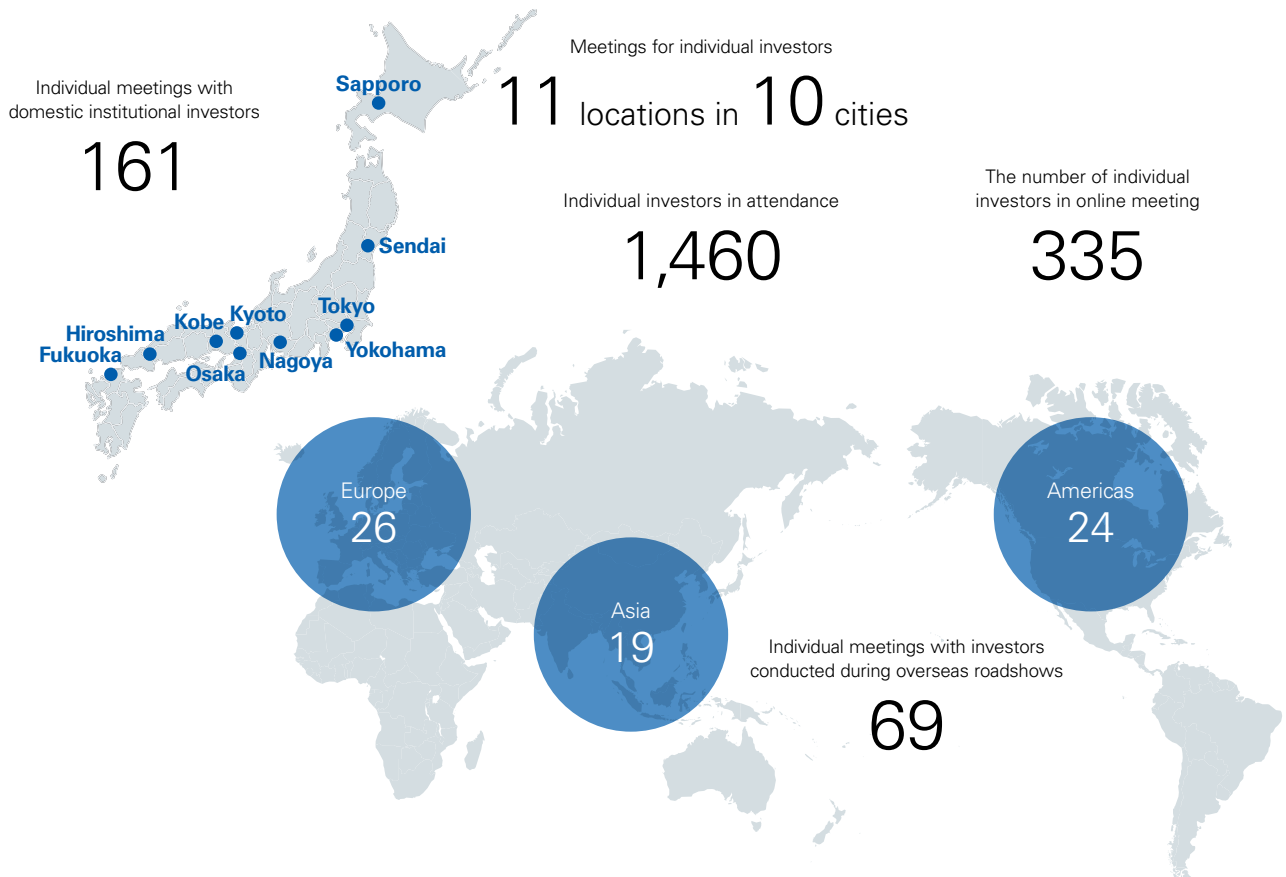 Individual meetings with
domestic institutional investors
161
Meetings for individual investors
11 locations in 10 cities
Individual investors in attendance
1,460
The number of individual
investors in online meeting
335
Sapporo
Sendai
Tokyo
Yokohama
Nagoya
Kyoto
Kobe
Osaka
Hiroshima
Fukuoka
Europe
26
Asia
19
Americas
24
Individual meetings with investors
conducted during overseas roadshows
69